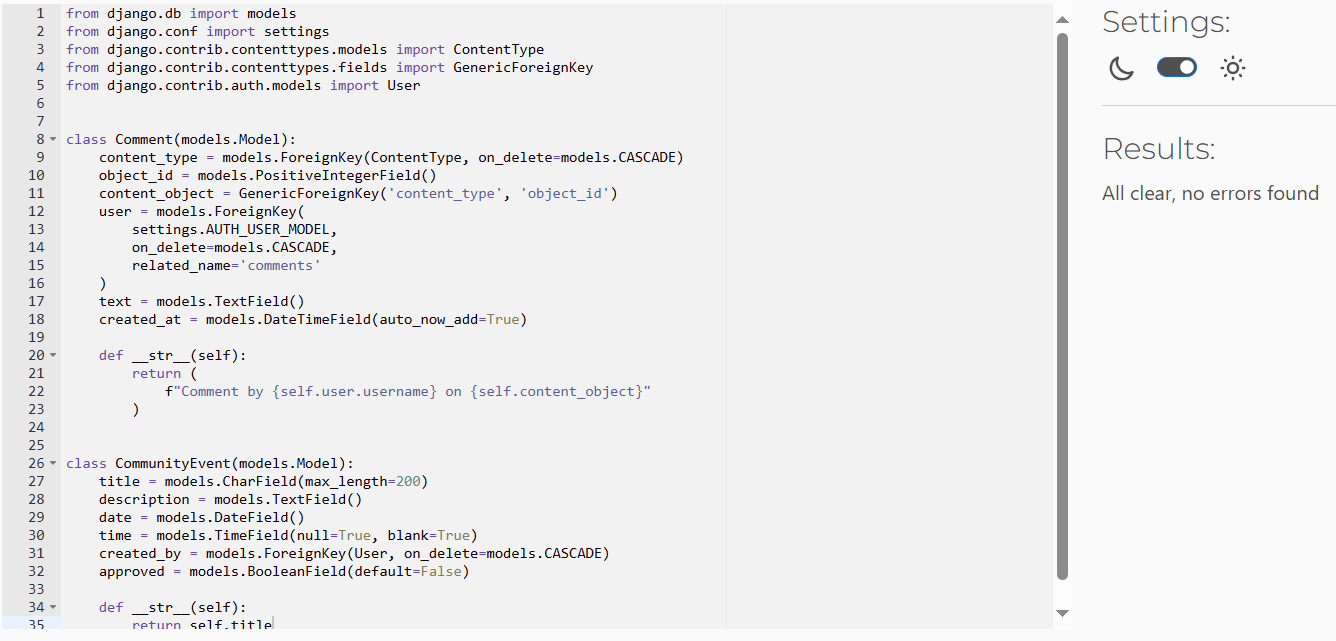 1 from django.db import models
2 from django.conf import settings
3 from django.contrib.contenttypes.models import ContentType
4 from django.contrib.contenttypes.fields import GenericForeignKey
5 from django.contrib.auth.models import User
6
7
8 class Comment(models.Model):
9     content_type = models.ForeignKey(ContentType, on_delete=models.CASCADE)
10     object_id = models.PositiveIntegerField()
11     content_object = GenericForeignKey('content_type', 'object_id')
12     user = models.ForeignKey(
13         settings.AUTH_USER_MODEL,
14         on_delete=models.CASCADE,
15         related_name='comments'
16     )
17     text = models.TextField()
18     created_at = models.DateTimeField(auto_now_add=True)
19
20     def __str__(self):
21         return (
22             f"Comment by {self.user.username} on {self.content_object}"
23         )
24
25
26 class CommunityEvent(models.Model):
27     title = models.CharField(max_length=200)
28     description = models.TextField()
29     date = models.DateField()
30     time = models.TimeField(null=True, blank=True)
31     created_by = models.ForeignKey(User, on_delete=models.CASCADE)
32     approved = models.BooleanField(default=False)
33
34     def __str__(self):
35         return self.title
Settings:
Results:
All clear, no errors found